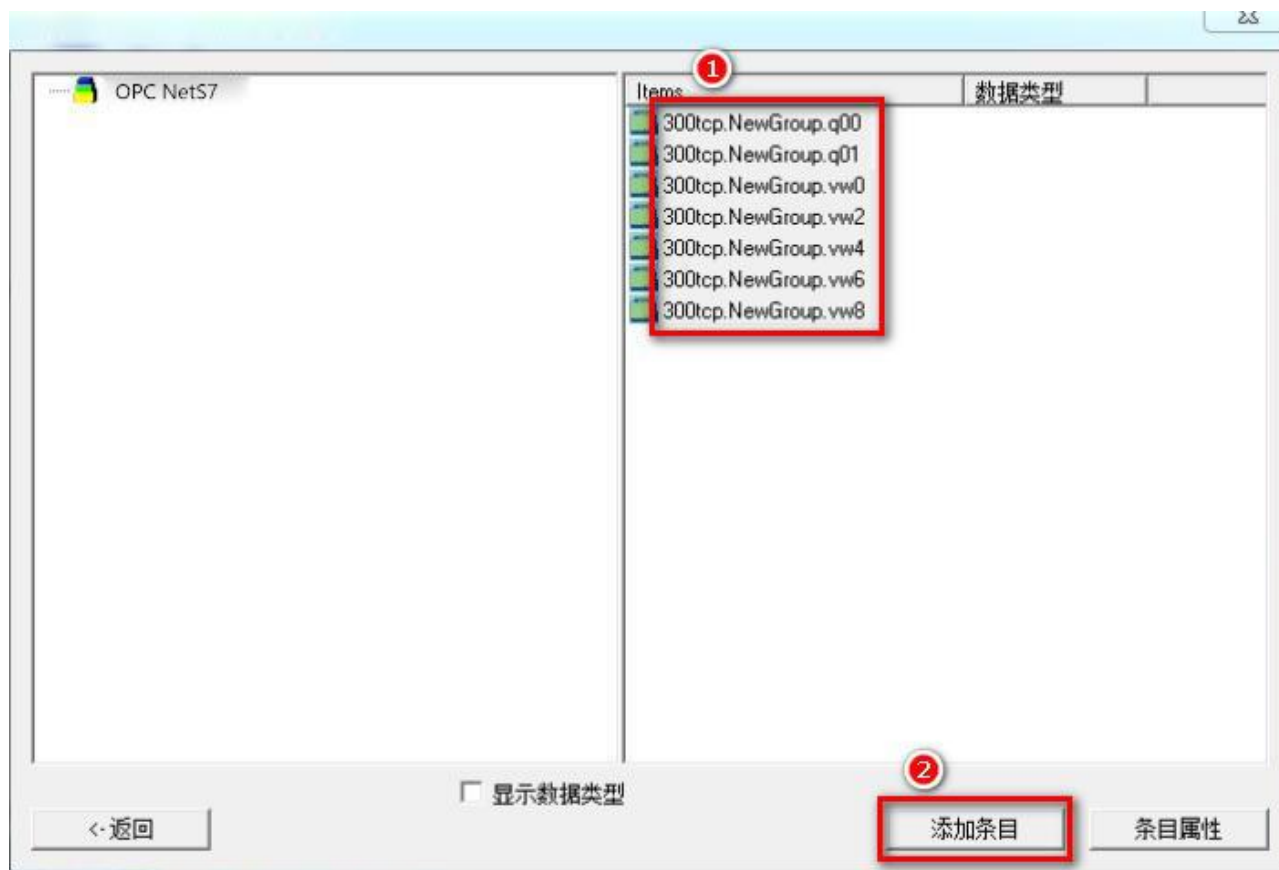 1
OPC NetS7
Items
数据类型
300tcp.NewGroup.q00
300tcp.NewGroup.q01
300tcp.NewGroup.vw0
300tcp.NewGroup.vw2
300tcp.NewGroup.vw4
300tcp.NewGroup.vw6
300tcp.NewGroup.vw8
2
显示数据类型
<-返回
添加条目
条目属性